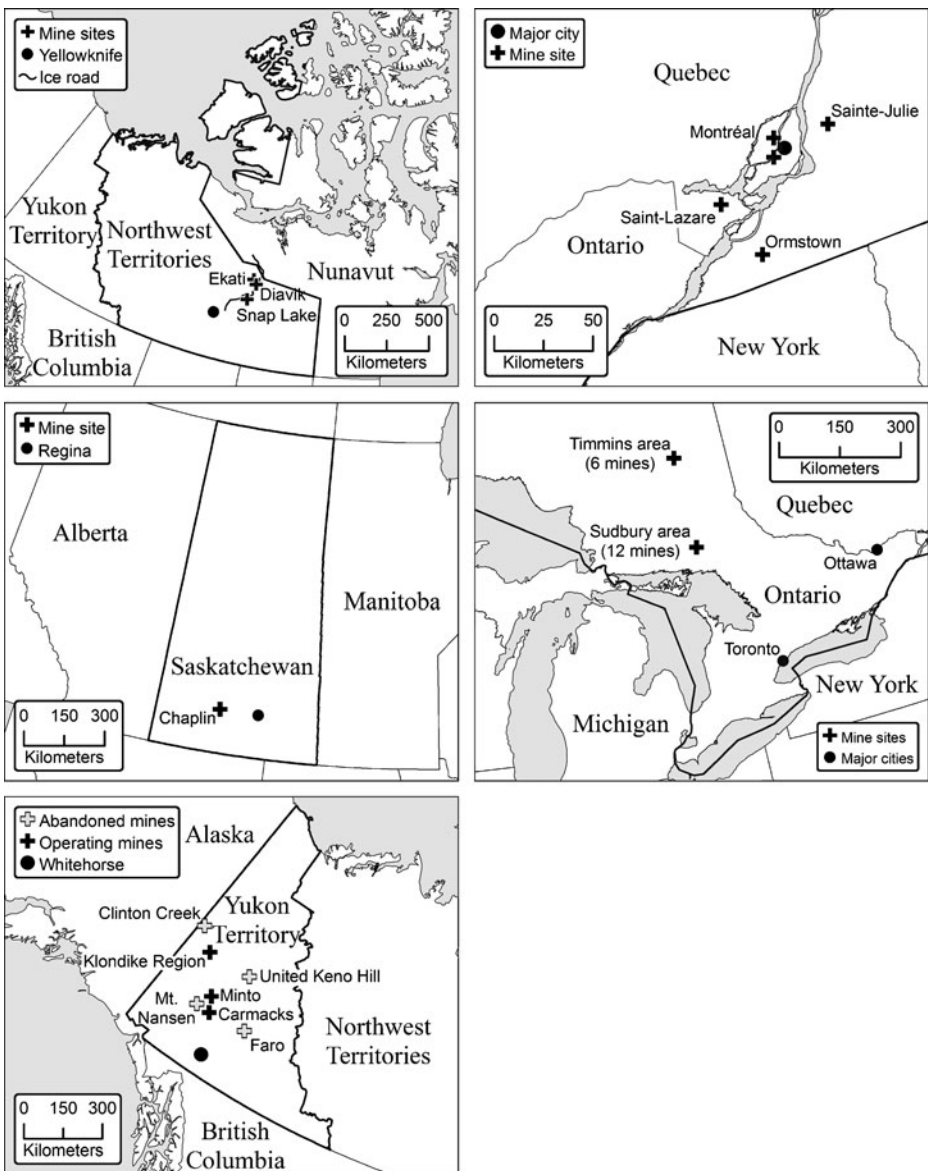 Mine sites
Yellowknife
Ice road
Yukon
Territory
Northwest
Territories
Nunavut
Ekati
Diavik
Snap Lake
British
Columbia
0 250 500
Kilometers
Major city
Mine site
Quebec
Sainte-Julie
Montréal
Saint-Lazare
Ontario
Ormstown
0 25 50
Kilometers
New York
Mine site
Regina
Alberta
Manitoba
Saskatchewan
Chaplin
0 150 300
Kilometers
0 150 300
Kilometers
Timmins area
(6 mines)
Quebec
Sudbury area
(12 mines)
Ottawa
Ontario
Toronto
New York
Michigan
Mine sites
Major cities
Abandoned mines
Operating mines
Whitehorse
Alaska
Clinton Creek
Yukon
Territory
Klondike Region
United Keno Hill
Mt.
Nansen
Minto
Carmacks
Faro
Northwest
Territories
0 150 300
Kilometers
British
Columbia